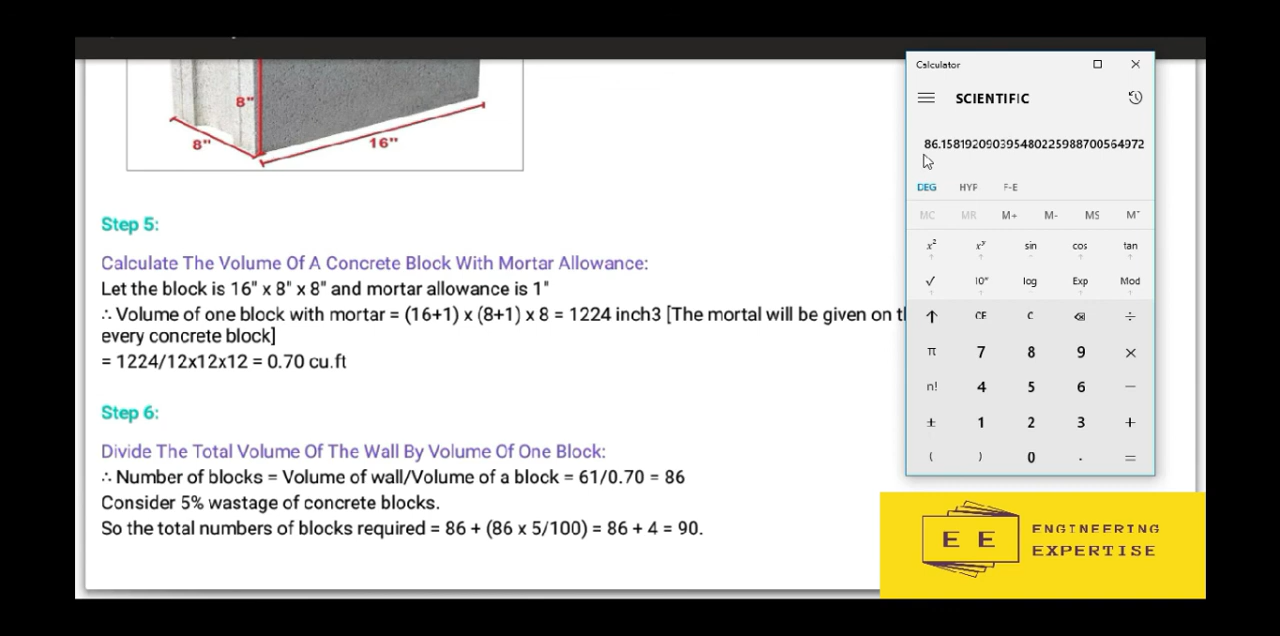 8"
8"
16"
Step 5:
Calculate The Volume Of A Concrete Block With Mortar Allowance:
Let the block is 16" x 8" x 8" and mortar allowance is 1"
∴ Volume of one block with mortar = (16+1) x (8+1) x 8 = 1224 inch3 [The mortal will be given on
every concrete block]
= 1224/12x12x12 = 0.70 cu.ft
Step 6:
Divide The Total Volume Of The Wall By Volume Of One Block:
∴ Number of blocks = Volume of wall/Volume of a block = 61/0.70 = 86
Consider 5% wastage of concrete blocks.
So the total numbers of blocks required = 86 + (86 x 5/100) = 86 + 4 = 90.
Calculator
SCIENTIFIC
86.158192090395480225988700564972
DEG HYP F-E
MC MR M+ M- MS M˅
x² xʸ sin cos tan
√ 10ˣ log Exp Mod
↑ CE C ⌫ ÷
π 7 8 9 ×
n! 4 5 6 −
± 1 2 3 +
( ) 0 . =
E E
ENGINEERING
EXPERTISE